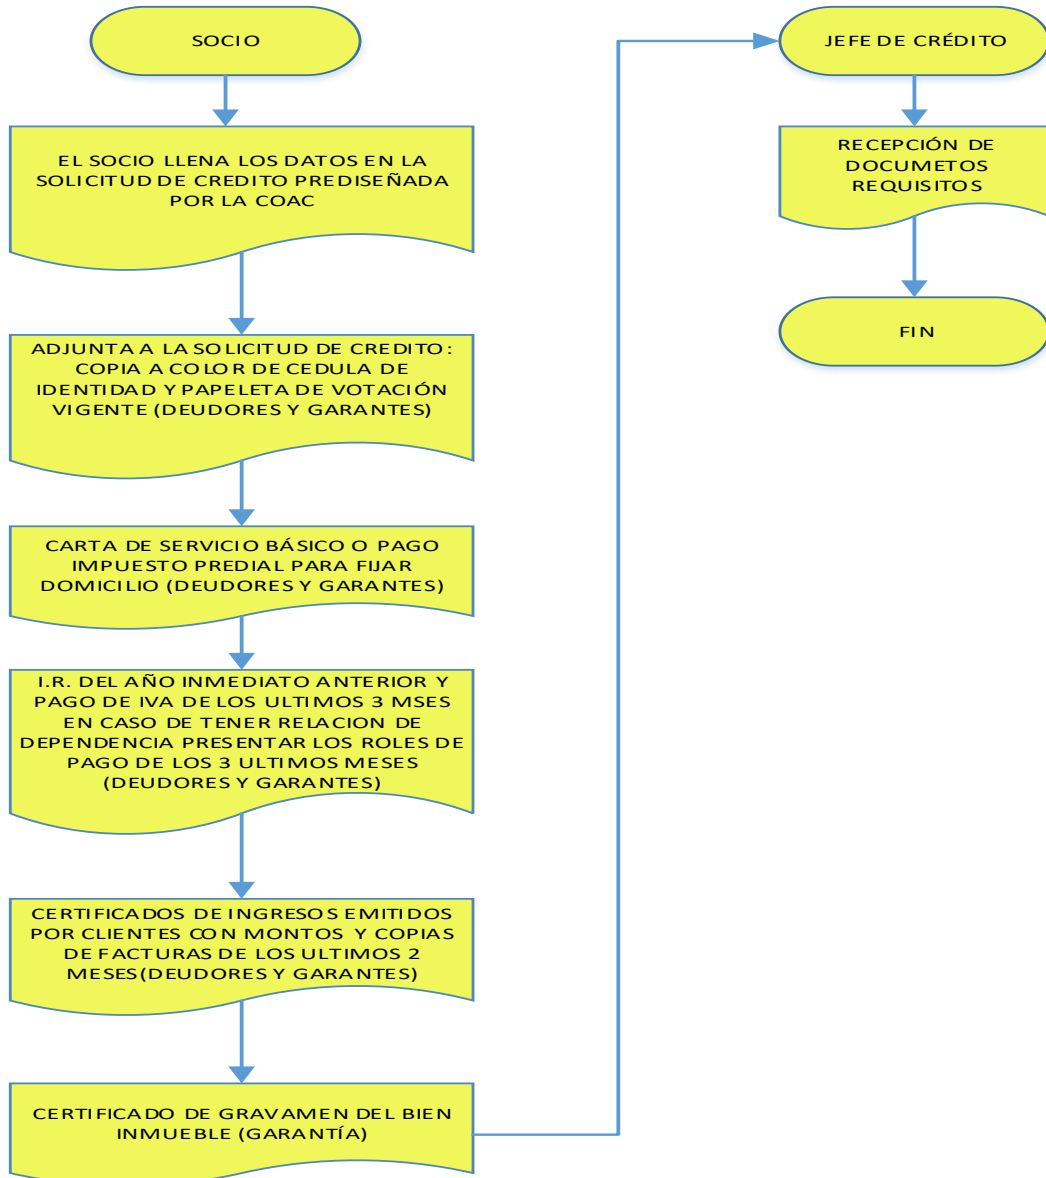 SOCIO
EL SOCIO LLENA LOS DATOS EN LA
SOLICITUD DE CREDITO PREDISEÑADA
POR LA COAC
ADJUNTA A LA SOLICITUD DE CREDITO:
COPIA A COLOR DE CEDULA DE
IDENTIDAD Y PAPELETA DE VOTACIÓN
VIGENTE (DEUDORES Y GARANTES)
CARTA DE SERVICIO BÁSICO O PAGO
IMPUESTO PREDIAL PARA FIJAR
DOMICILIO (DEUDORES Y GARANTES)
I.R. DEL AÑO INMEDIATO ANTERIOR Y
PAGO DE IVA DE LOS ULTIMOS 3 MSES
EN CASO DE TENER RELACION DE
DEPENDENCIA PRESENTAR LOS ROLES DE
PAGO DE LOS 3 ULTIMOS MESES
(DEUDORES Y GARANTES)
CERTIFICADOS DE INGRESOS EMITIDOS
POR CLIENTES CON MONTOS Y COPIAS
DE FACTURAS DE LOS ULTIMOS 2
MESES(DEUDORES Y GARANTES)
CERTIFICADO DE GRAVAMEN DEL BIEN
INMUEBLE (GARANTÍA)
JEFE DE CRÉDITO
RECEPCIÓN DE
DOCUMETOS
REQUISITOS
FIN